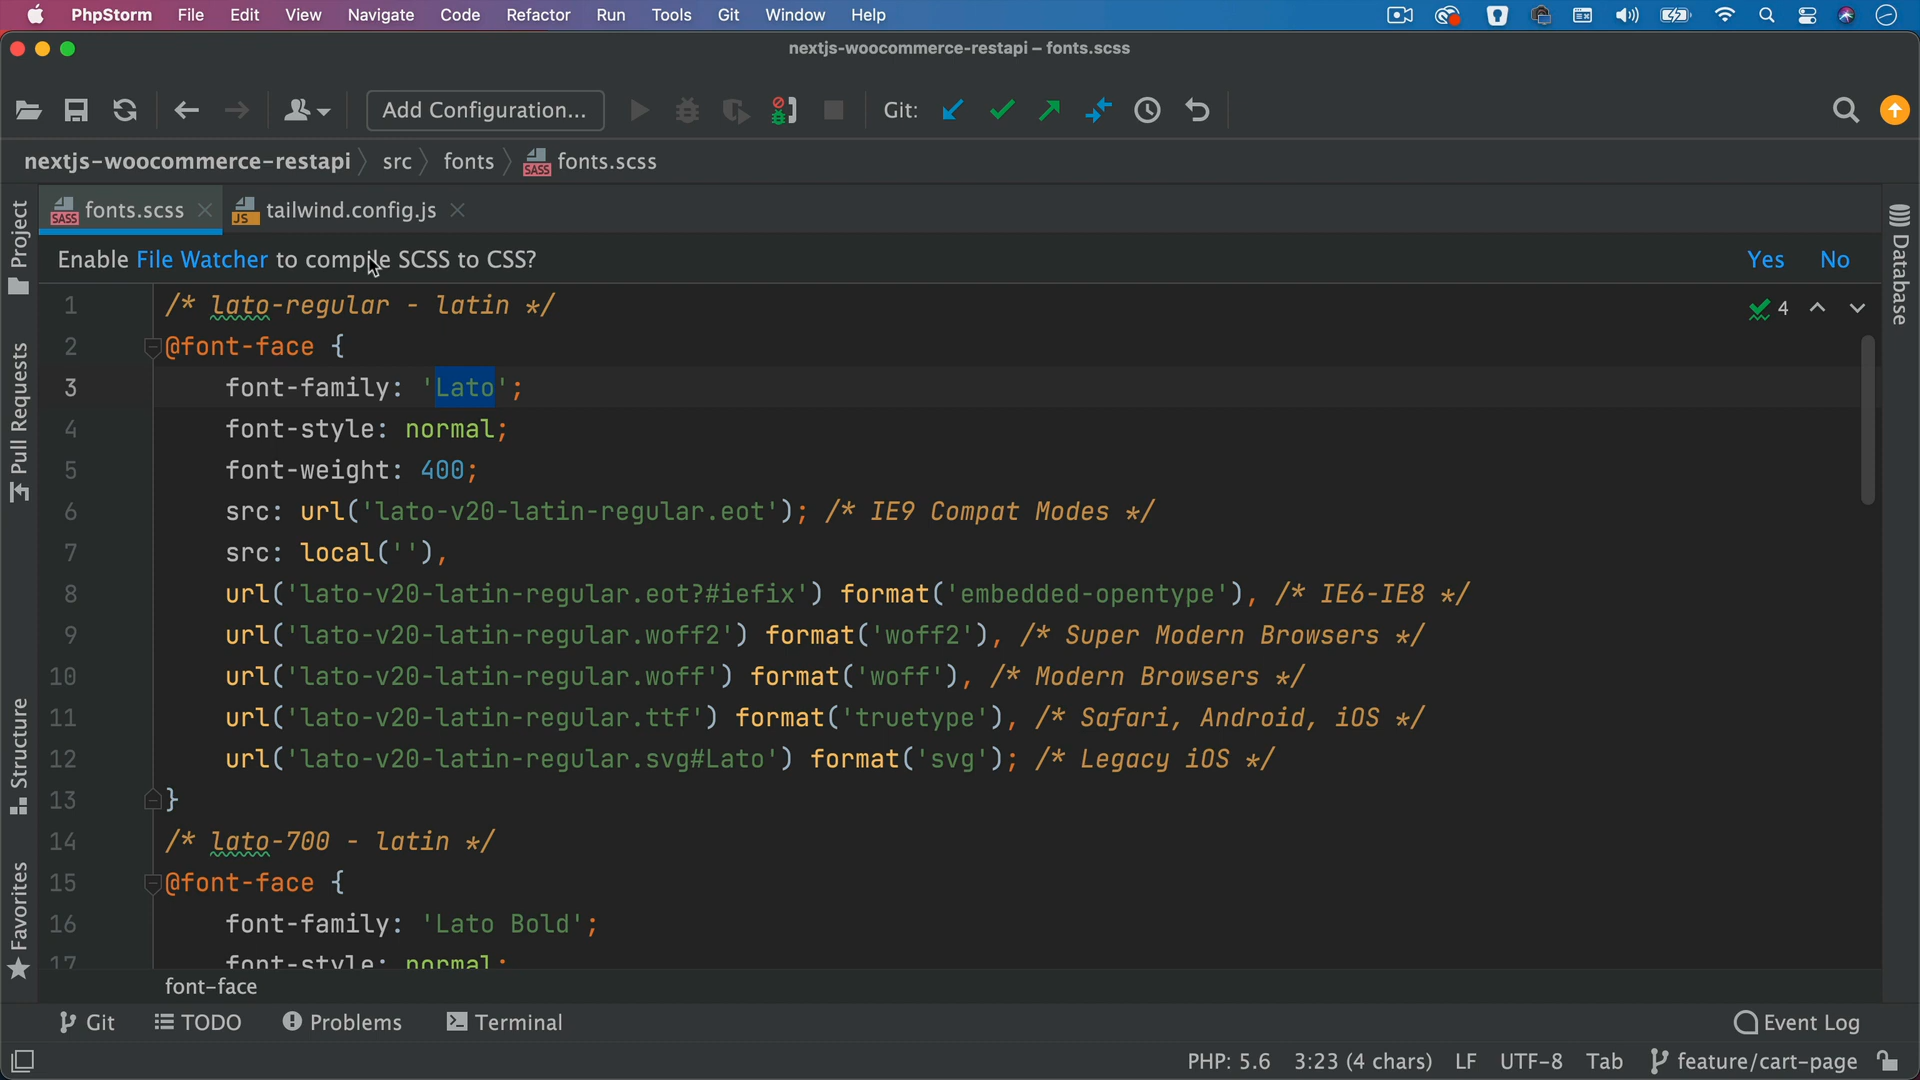 PhpStorm File Edit View Navigate Code Refactor Run Tools Git Window Help
nextjs-woocommerce-restapi – fonts.scss
Add Configuration... Git:
nextjs-woocommerce-restapi src fonts SASS fonts.scss
SASS fonts.scss JS tailwind.config.js
Enable File Watcher to compile SCSS to CSS? Yes No
Project
Pull Requests
Structure
Favorites
Database
4
1 /* lato-regular - latin */
2 @font-face {
3 font-family: 'Lato';
4 font-style: normal;
5 font-weight: 400;
6 src: url('lato-v20-latin-regular.eot'); /* IE9 Compat Modes */
7 src: local(''),
8 url('lato-v20-latin-regular.eot?#iefix') format('embedded-opentype'), /* IE6-IE8 */
9 url('lato-v20-latin-regular.woff2') format('woff2'), /* Super Modern Browsers */
10 url('lato-v20-latin-regular.woff') format('woff'), /* Modern Browsers */
11 url('lato-v20-latin-regular.ttf') format('truetype'), /* Safari, Android, iOS */
12 url('lato-v20-latin-regular.svg#Lato') format('svg'); /* Legacy iOS */
13 }
14 /* lato-700 - latin */
15 @font-face {
16 font-family: 'Lato Bold';
17 font-style: normal;
font-face
Git TODO Problems Terminal Event Log
PHP: 5.6 3:23 (4 chars) LF UTF-8 Tab feature/cart-page